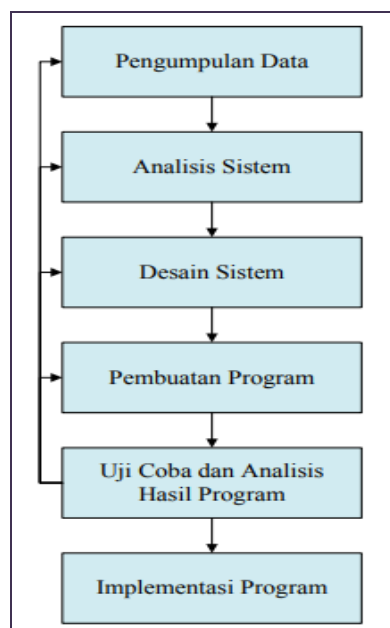 Pengumpulan Data
Analisis Sistem
Desain Sistem
Pembuatan Program
Uji Coba dan Analisis
Hasil Program
Implementasi Program